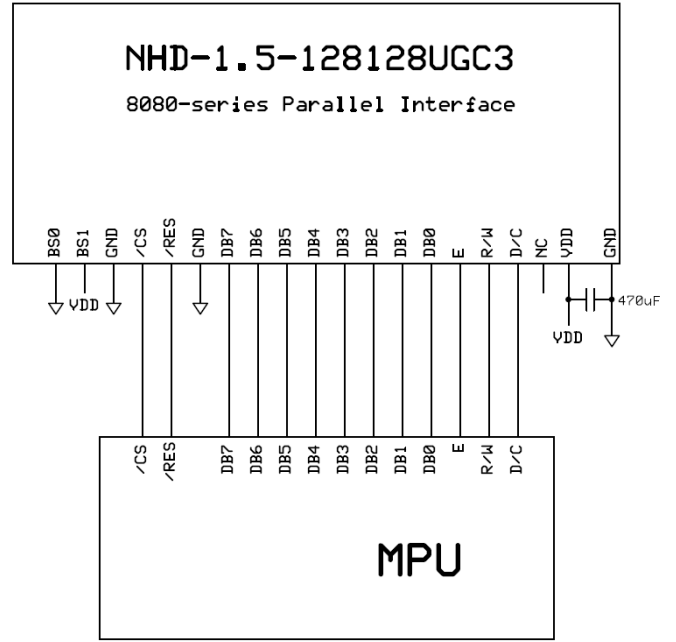 NHD-1.5-128128UGC3
8080-series Parallel Interface
BS0 BS1 GND /CS /RES GND DB7 DB6 DB5 DB4 DB3 DB2 DB1 DB0 E R/W D/C NC VDD GND
VDD
470uF
VDD
/CS /RES DB7 DB6 DB5 DB4 DB3 DB2 DB1 DB0 E R/W D/C
MPU